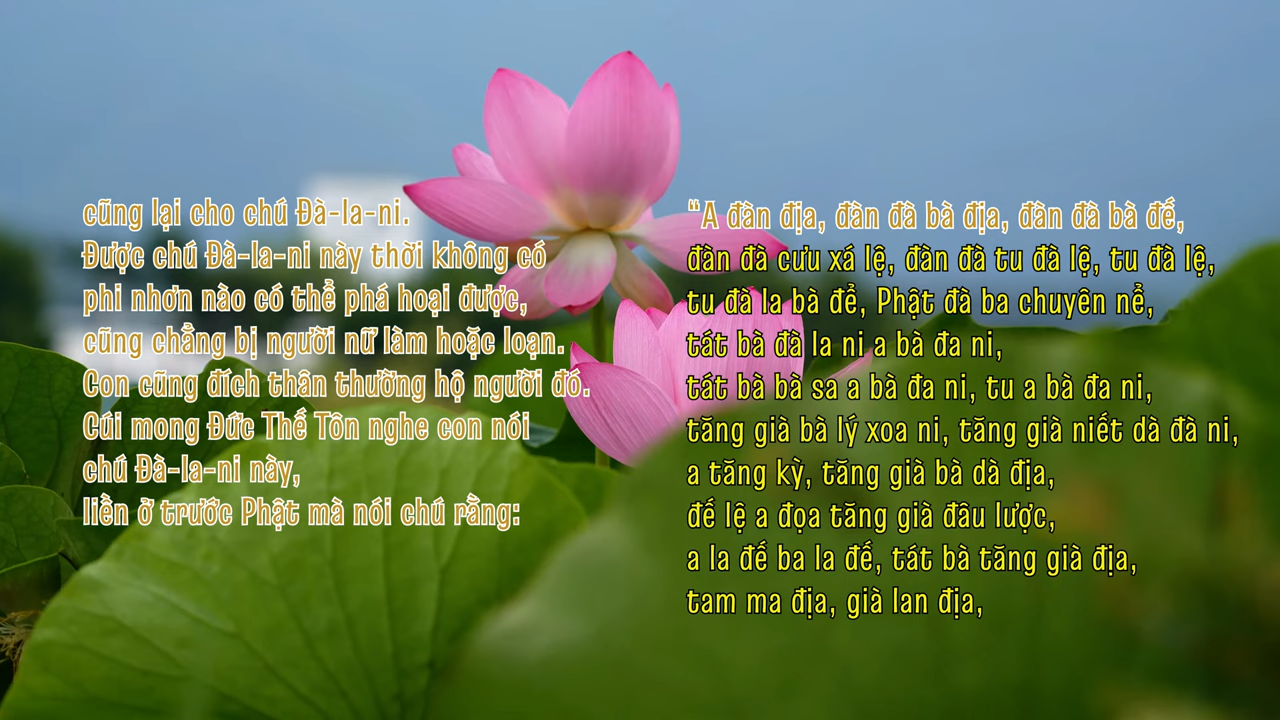 cũng lại cho chú Đà-la-ni.
Được chú Đà-la-ni này thời không có
phi nhơn nào có thể phá hoại được,
cũng chẳng bị người nữ làm hoặc loạn.
Con cũng đích thân thường hộ người đó.
Cúi mong Đức Thế Tôn nghe con nói
chú Đà-la-ni này,
liền ở trước Phật mà nói chú rằng:
“A đàn địa, đàn đà bà địa, đàn đà bà đế,
đàn đà cưu xá lệ, đàn đà tu đà lệ, tu đà lệ,
tu đà la bà đẻ, Phật đà ba chuyên nể,
tát bà đà la ni a bà đa ni,
tát bà bà sa a bà đa ni, tu a bà đa ni,
tăng già bà lý xoa ni, tăng già niết dà đà ni,
a tăng kỳ, tăng già bà dà địa,
đế lệ a đọa tăng già đâu lược,
a la đế ba la đế, tát bà tăng già địa,
tam ma địa, già lan địa,